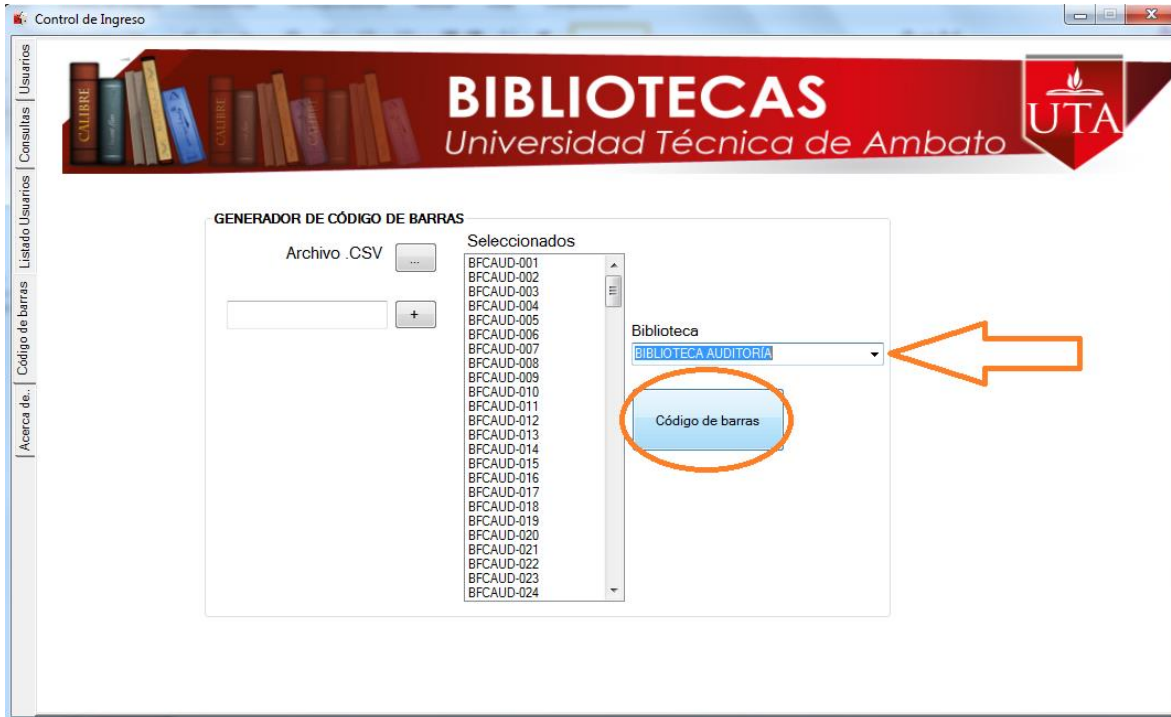 Control de Ingreso
Usuarios
Consultas
Listado Usuarios
Código de barras
Acerca de..
CALIBRE
CALIBRE
BIBLIOTECAS
Universidad Técnica de Ambato
UTA
GENERADOR DE CÓDIGO DE BARRAS
Archivo .CSV
...
+
Seleccionados
BFCAUD-001
BFCAUD-002
BFCAUD-003
BFCAUD-004
BFCAUD-005
BFCAUD-006
BFCAUD-007
BFCAUD-008
BFCAUD-009
BFCAUD-010
BFCAUD-011
BFCAUD-012
BFCAUD-013
BFCAUD-014
BFCAUD-015
BFCAUD-016
BFCAUD-017
BFCAUD-018
BFCAUD-019
BFCAUD-020
BFCAUD-021
BFCAUD-022
BFCAUD-023
BFCAUD-024
Biblioteca
BIBLIOTECA AUDITORÍA
Código de barras